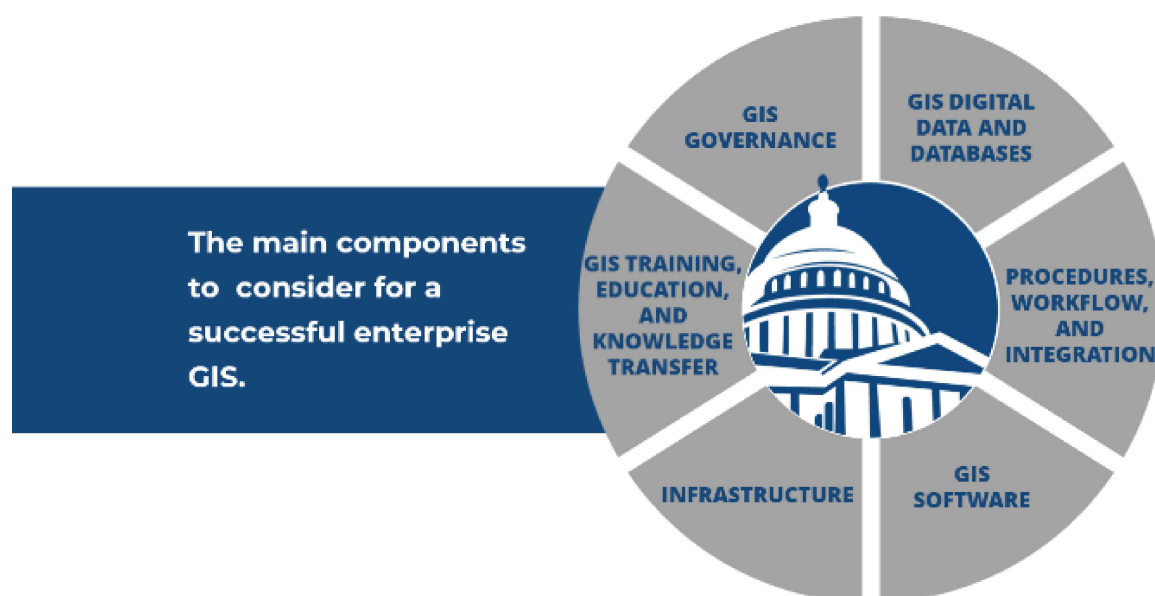 The main components
to consider for a
successful enterprise
GIS.
GIS
GOVERNANCE
GIS DIGITAL
DATA AND
DATABASES
PROCEDURES,
WORKFLOW,
AND
INTEGRATION
GIS
SOFTWARE
INFRASTRUCTURE
GIS TRAINING,
EDUCATION,
AND
KNOWLEDGE
TRANSFER